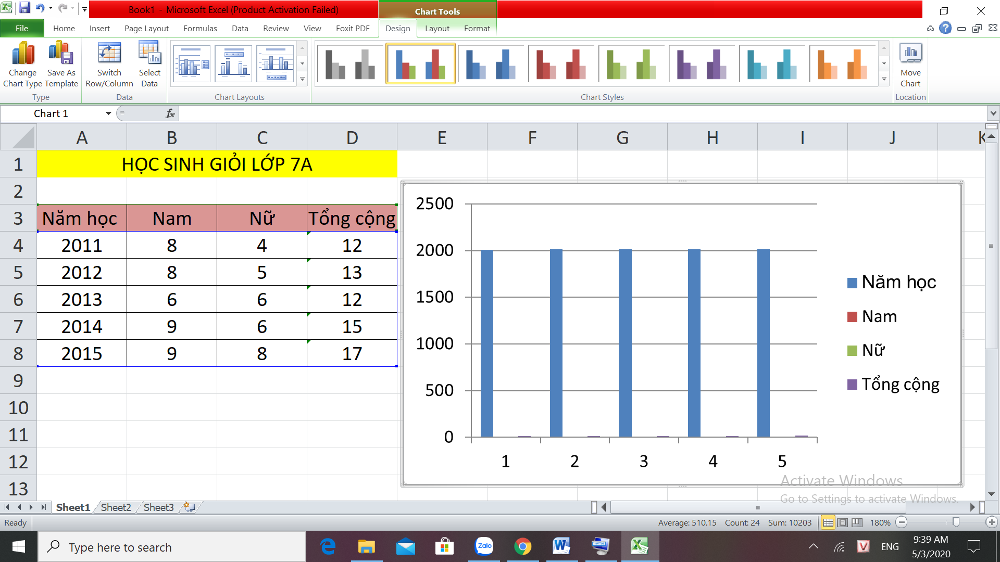 Book1 - Microsoft Excel (Product Activation Failed)
Chart Tools
File Home Insert Page Layout Formulas Data Review View Foxit PDF Design Layout Format
Change Chart Type
Save As Template
Switch Row/Column
Select Data
Move Chart
Type Data Chart Layouts Chart Styles Location
Chart 1 fx
A B C D E F G H I J K
1 HỌC SINH GIỎI LỚP 7A
2
3 Năm học Nam Nữ Tổng cộng
4 2011 8 4 12
5 2012 8 5 13
6 2013 6 6 12
7 2014 9 6 15
8 2015 9 8 17
9
10
11
12
13
2500
2000
1500
1000
500
0
1 2 3 4 5
Năm học
Nam
Nữ
Tổng cộng
Activate Windows
Go to Settings to activate Windows.
Sheet1 Sheet2 Sheet3
Ready Average: 510.15 Count: 24 Sum: 10203 180%
Type here to search
Zalo
ENG
9:39 AM
5/3/2020